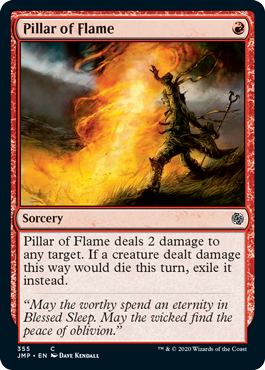 Pillar of Flame
Sorcery
Pillar of Flame deals 2 damage to
any target. If a creature dealt damage
this way would die this turn, exile it
instead.
“May the worthy spend an eternity in
Blessed Sleep. May the wicked find the
peace of oblivion.”
355 C
JMP • EN DAVE KENDALL
™ & © 2020 Wizards of the Coast